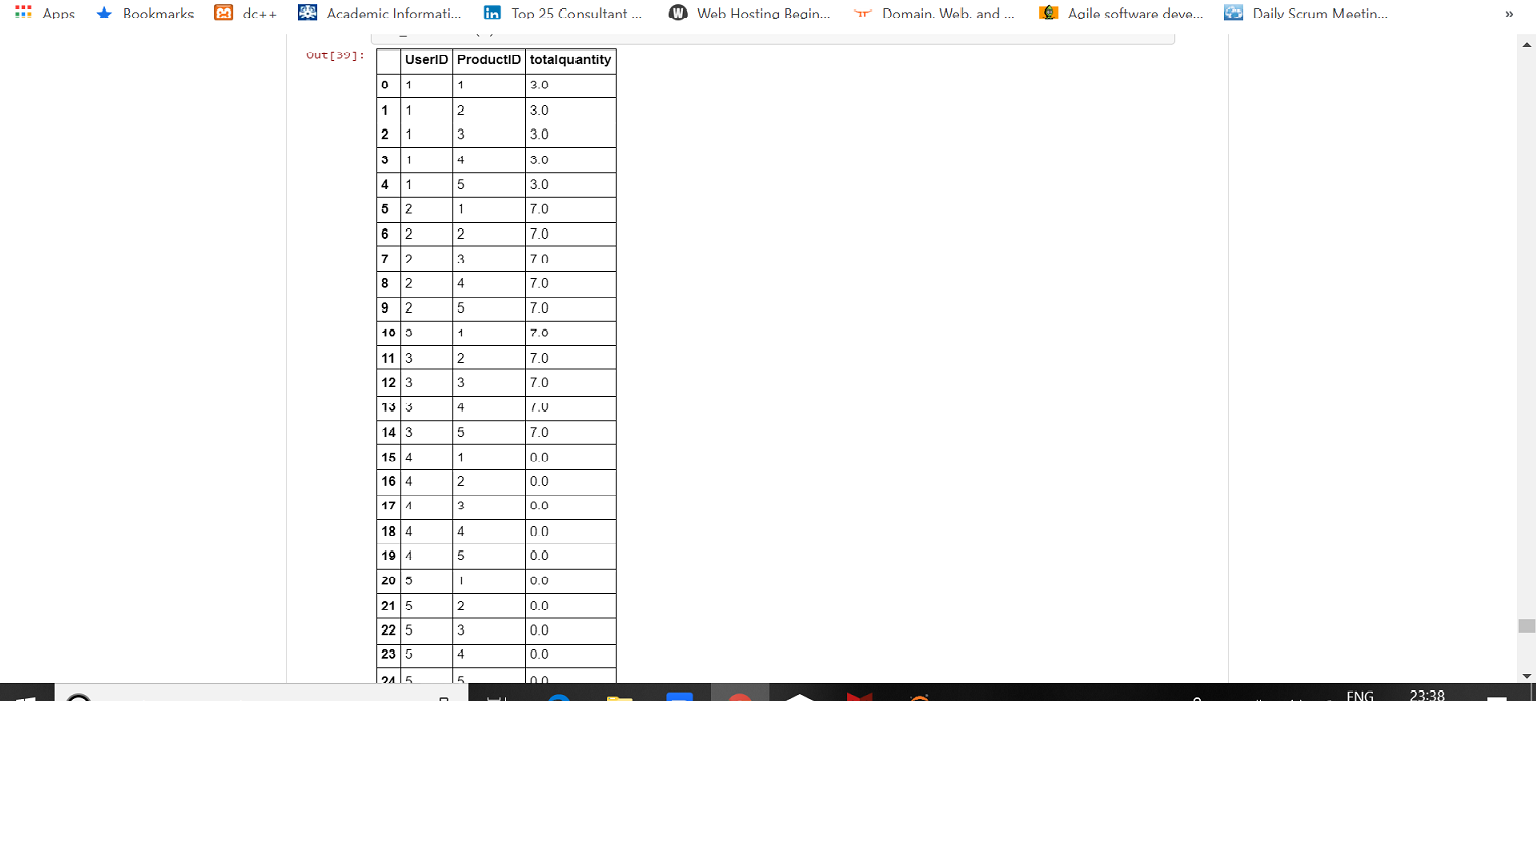 Apps Bookmarks dc++ Academic Informati... Top 25 Consultant ... Web Hosting Begin... Domain, Web, and ... Agile software deve... Daily Scrum Meetin... »
Out[39]:
UserID ProductID totalquantity
0 1 1 3.0
1 1 2 3.0
2 1 3 3.0
3 1 4 3.0
4 1 5 3.0
5 2 1 7.0
6 2 2 7.0
7 2 3 7.0
8 2 4 7.0
9 2 5 7.0
10 3 1 7.0
11 3 2 7.0
12 3 3 7.0
13 3 4 7.0
14 3 5 7.0
15 4 1 0.0
16 4 2 0.0
17 4 3 0.0
18 4 4 0.0
19 4 5 0.0
20 5 1 0.0
21 5 2 0.0
22 5 3 0.0
23 5 4 0.0
24 5 5 0.0
ENG 23:38